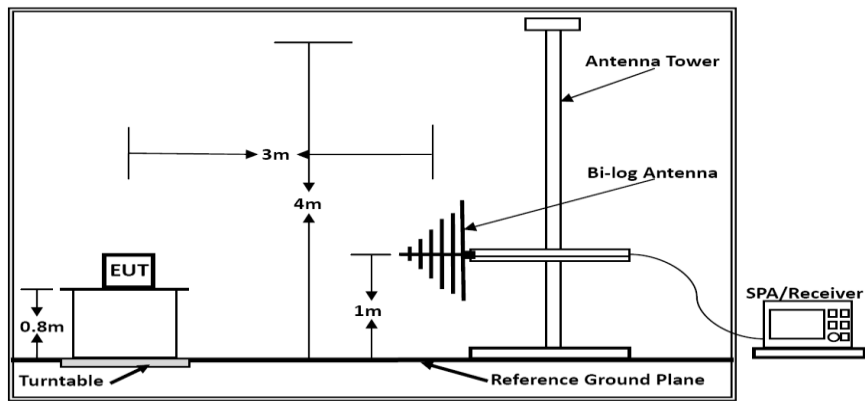 Antenna Tower
3m
Bi-log Antenna
4m
EUT
0.8m
1m
SPA/Receiver
Turntable
Reference Ground Plane